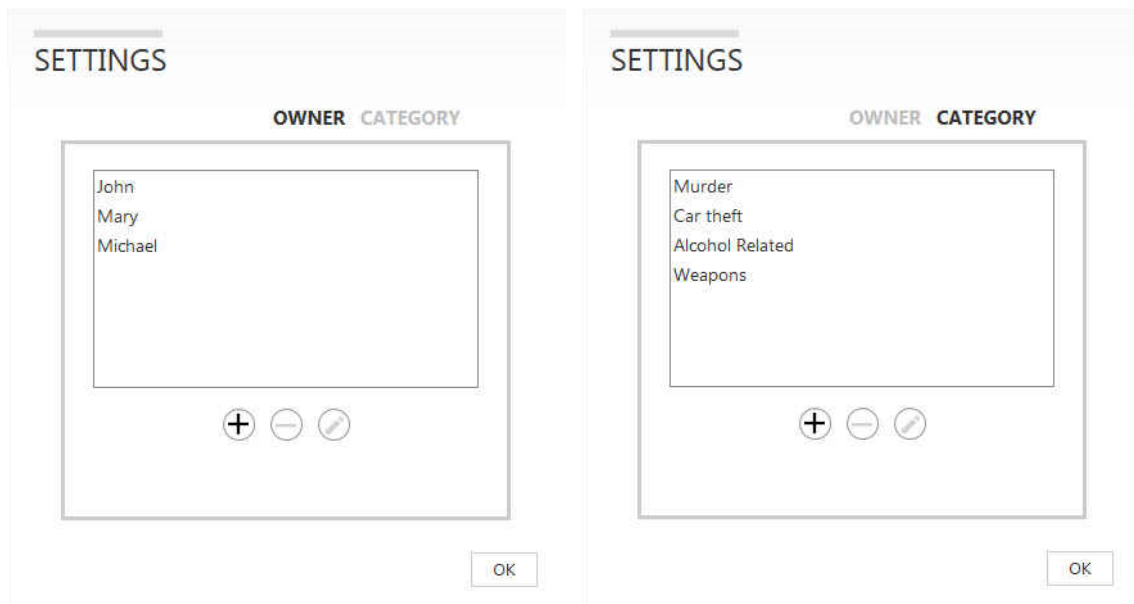 SETTINGS
OWNER CATEGORY
John
Mary
Michael
OK
SETTINGS
OWNER CATEGORY
Murder
Car theft
Alcohol Related
Weapons
OK